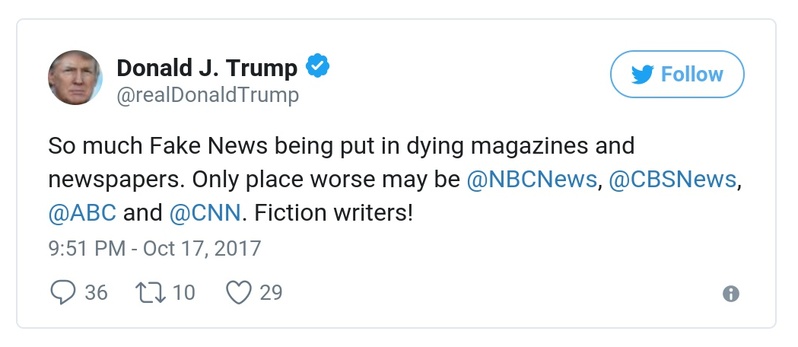 Donald J. Trump
@realDonaldTrump
Follow
So much Fake News being put in dying magazines and
newspapers. Only place worse may be @NBCNews, @CBSNews,
@ABC and @CNN. Fiction writers!
9:51 PM - Oct 17, 2017
36 10 29